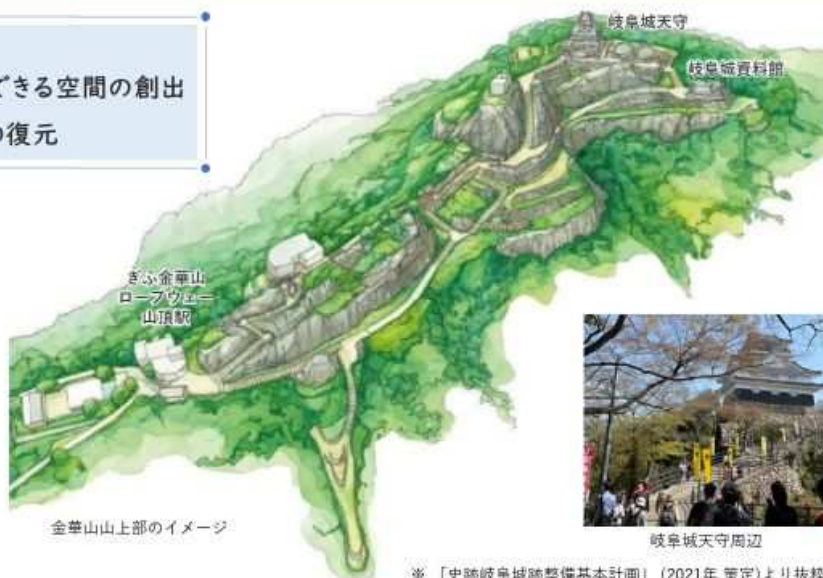 できる空間の創出
の復元
岐阜城天守
岐阜城資料館
ぎふ金華山
ロープウェー
山頂駅
金華山山上部のイメージ
岐阜城天守周辺
※ 「史跡岐阜城跡整備基本計画」(2021年 策定)より抜粋